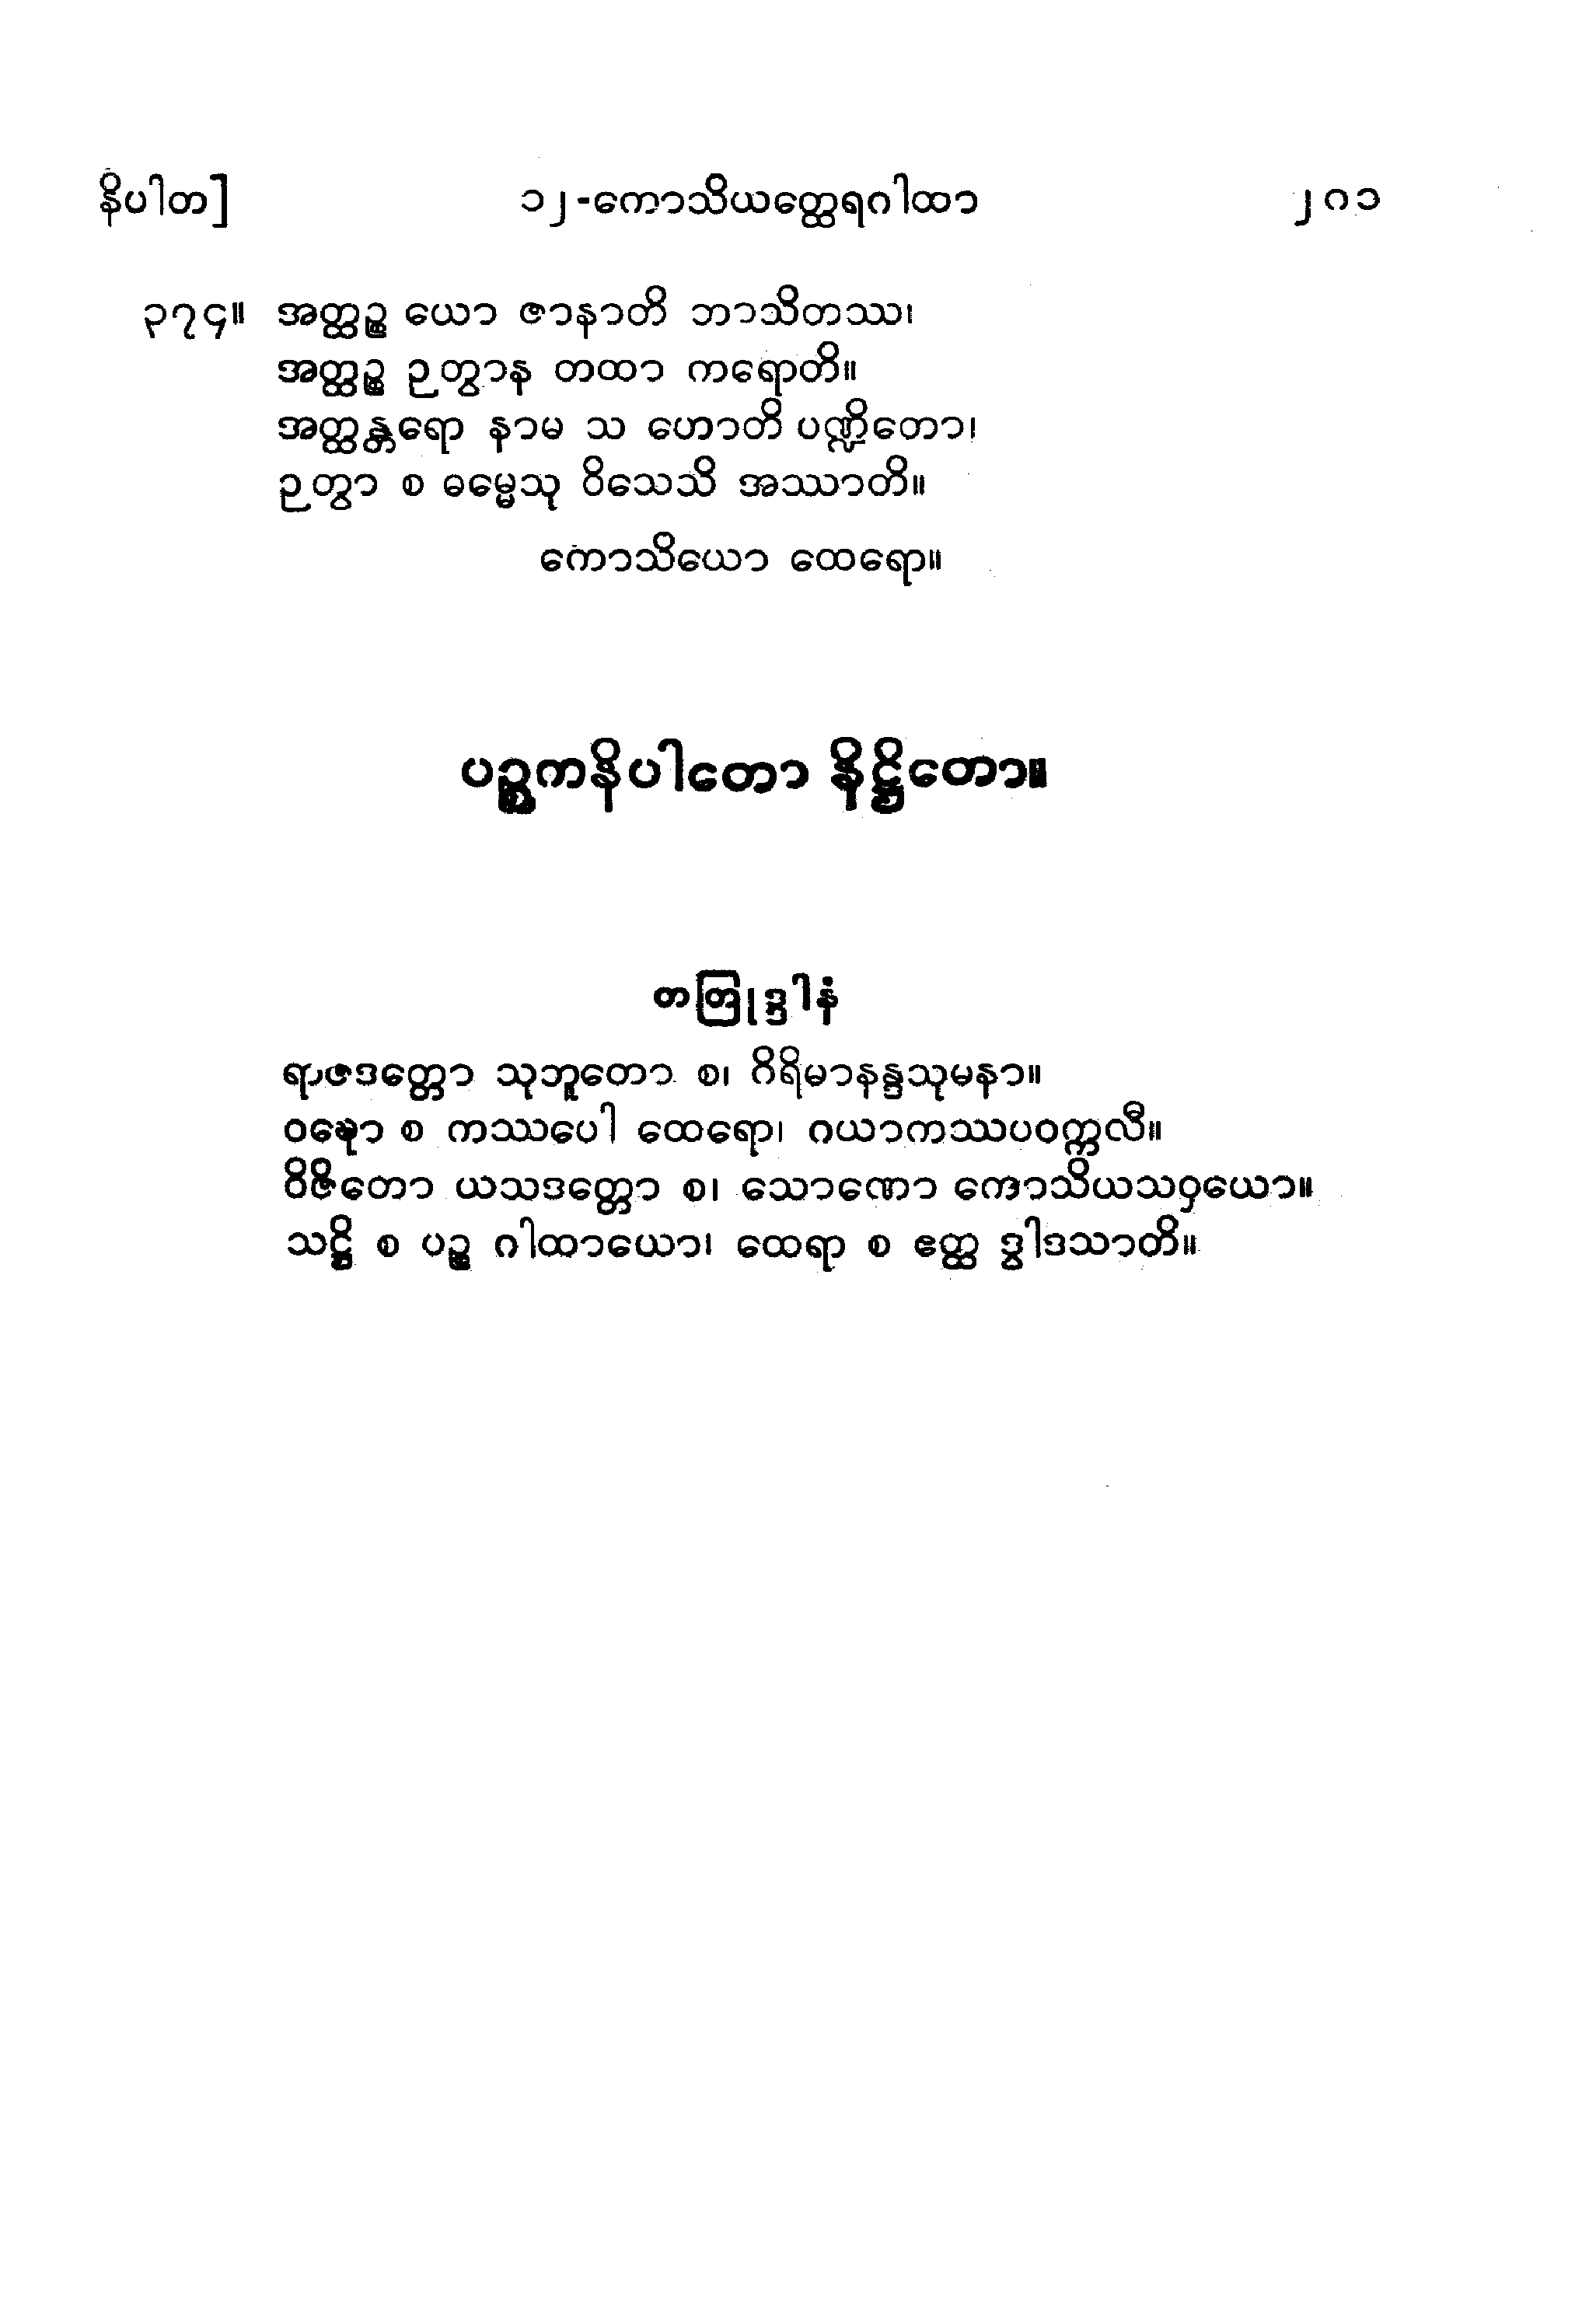 နိပါတ] ၁၂-ကောသိယတ္ထေရဂါထာ ၂၀၁
၃၇၄။ အတ္ထဉ္စ ယော ဇာနာတိ ဘာသိတဿ၊
အတ္ထဉ္စ ဉတွာန တထာ ကရောတိ။
အတ္ထန္တရော နာမ သ ဟောတိ ပဏ္ဍိတော၊
ဉတွာ စ ဓမ္မေသု ဝိသေသိ အဿာတိ။
ကောသိယော ထေရော။
ပဉ္စကနိပါတော နိဋ္ဌိတော။
တတြုဒ္ဒါနံ
ရာဇဒတ္တော သုဘူတော စ၊ ဂိရိမာနန္ဒသုမနာ။
ဝဍ္ဎော စ ကဿပေါ ထေရော၊ ဂယာကဿပဝက္ကလီ။
ဝိဇိတော ယသဒတ္တော စ၊ သောဏော ကောသိယသဝှယော။
သဋ္ဌိ စ ပဉ္စ ဂါထာယော၊ ထေရာ စ ဧတ္ထ ဒွါဒသာတိ။